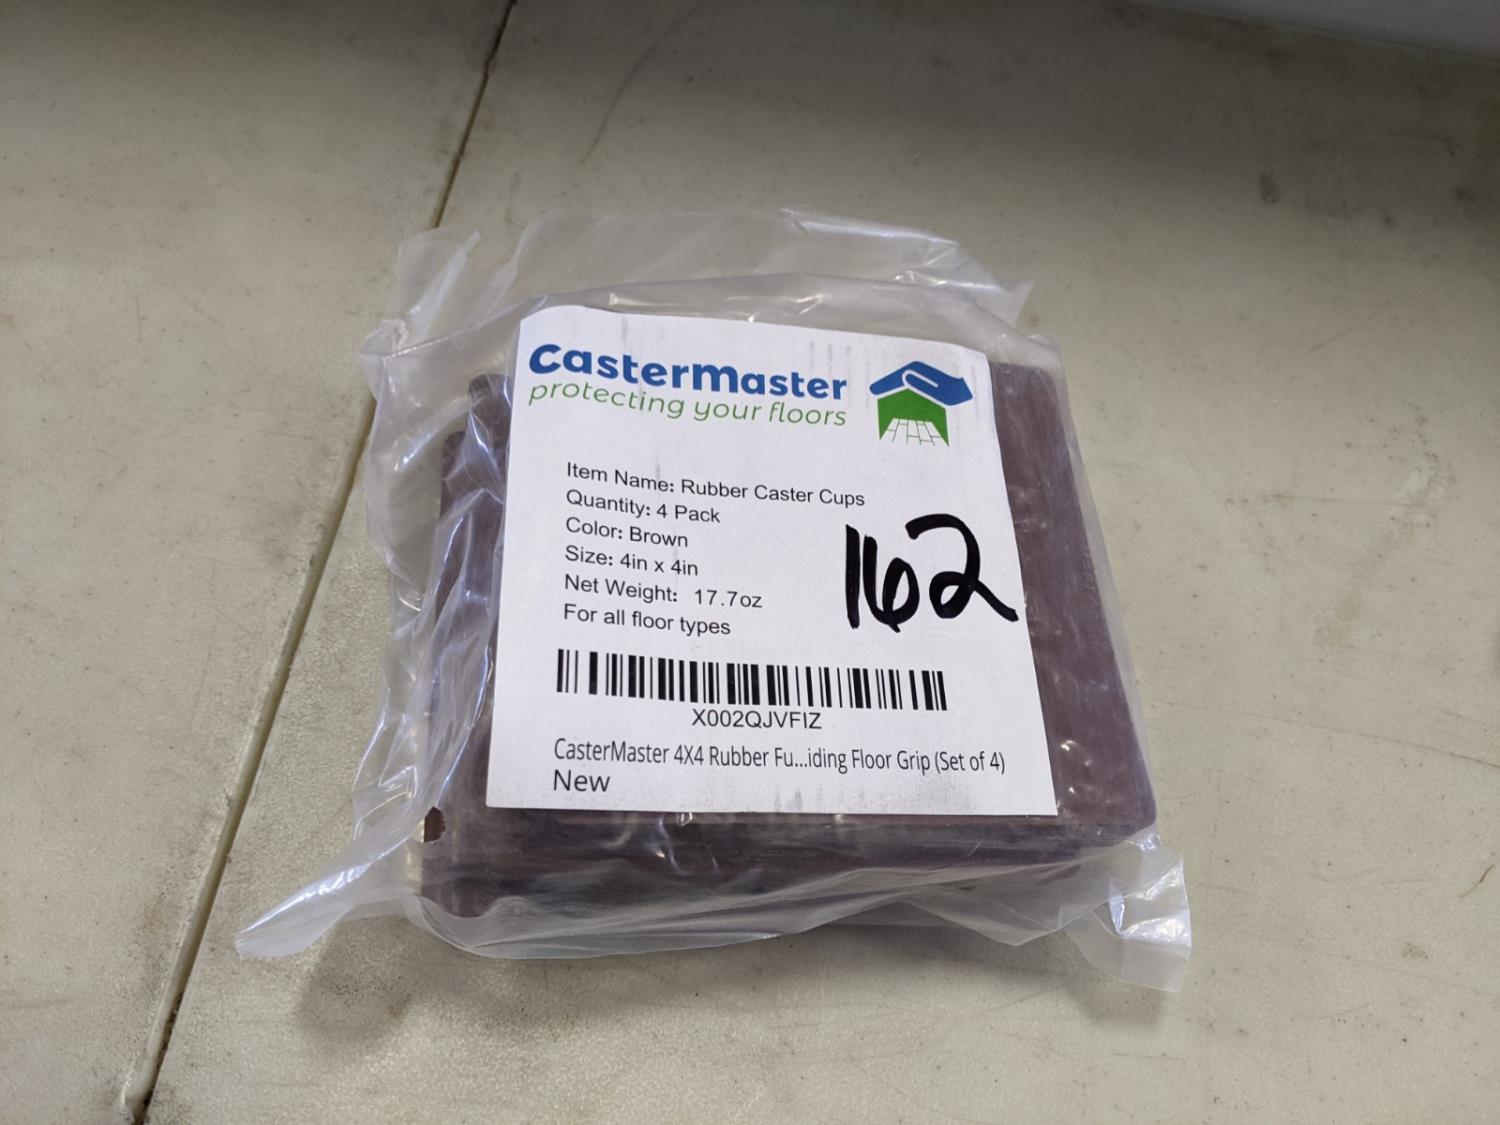 CasterMaster
protecting your floors
Item Name: Rubber Caster Cups
Quantity: 4 Pack
Color: Brown
Size: 4in x 4in
Net Weight: 17.7oz
For all floor types
162
X002QJVFIZ
CasterMaster 4X4 Rubber Fu...iding Floor Grip (Set of 4)
New